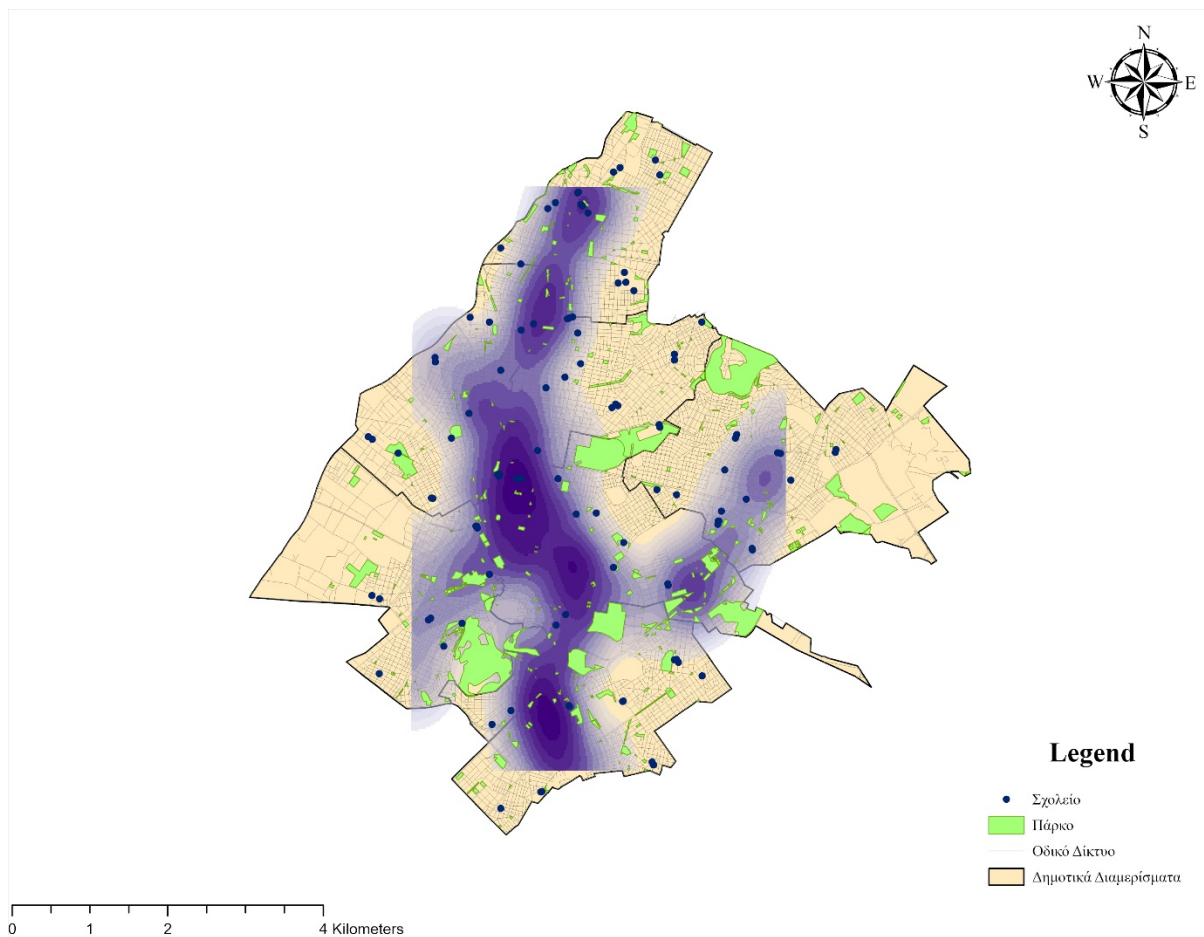 N
W E
S
Legend
Σχολείο
Πάρκο
Οδικό Δίκτυο
Δημοτικά Διαμερίσματα
0 1 2 4 Kilometers